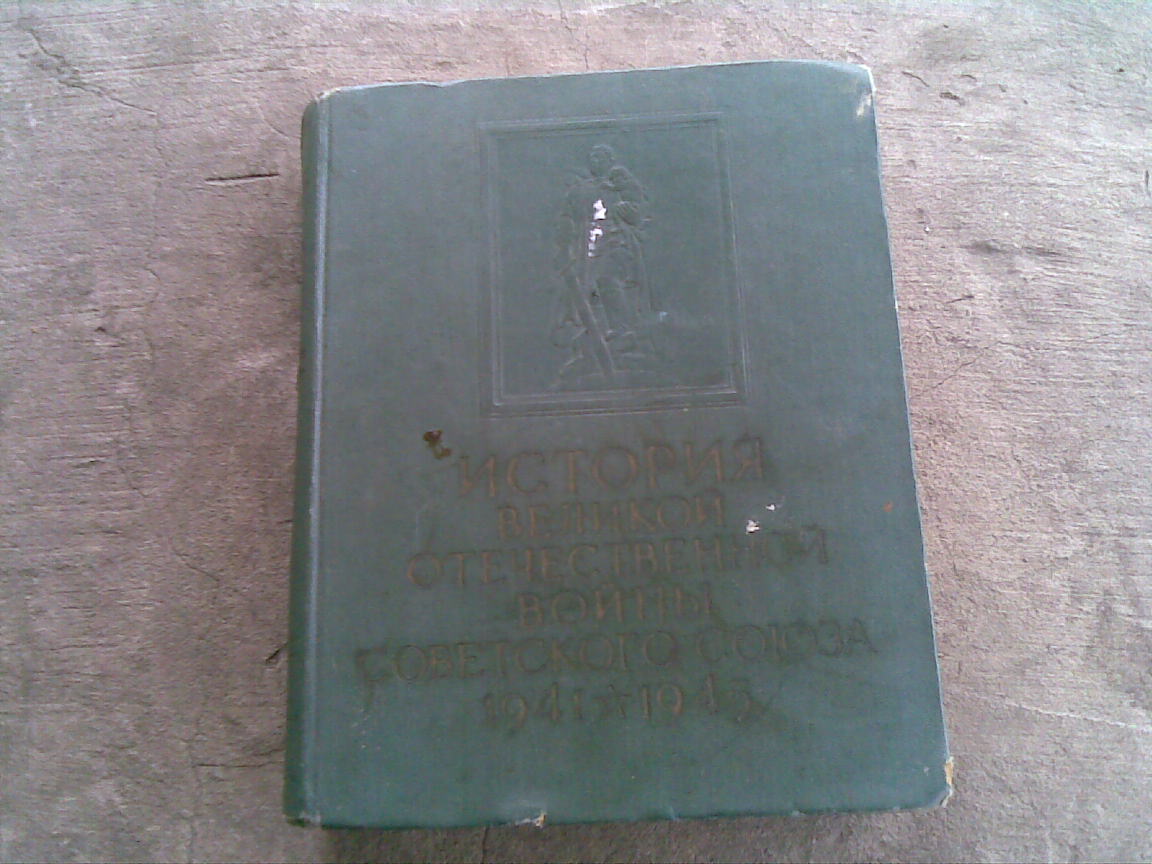 ИСТОРИЯ
ВЕЛИКОЙ
ОТЕЧЕСТВЕННОЙ
ВОЙНЫ
СОВЕТСКОГО СОЮЗА
1941★1945